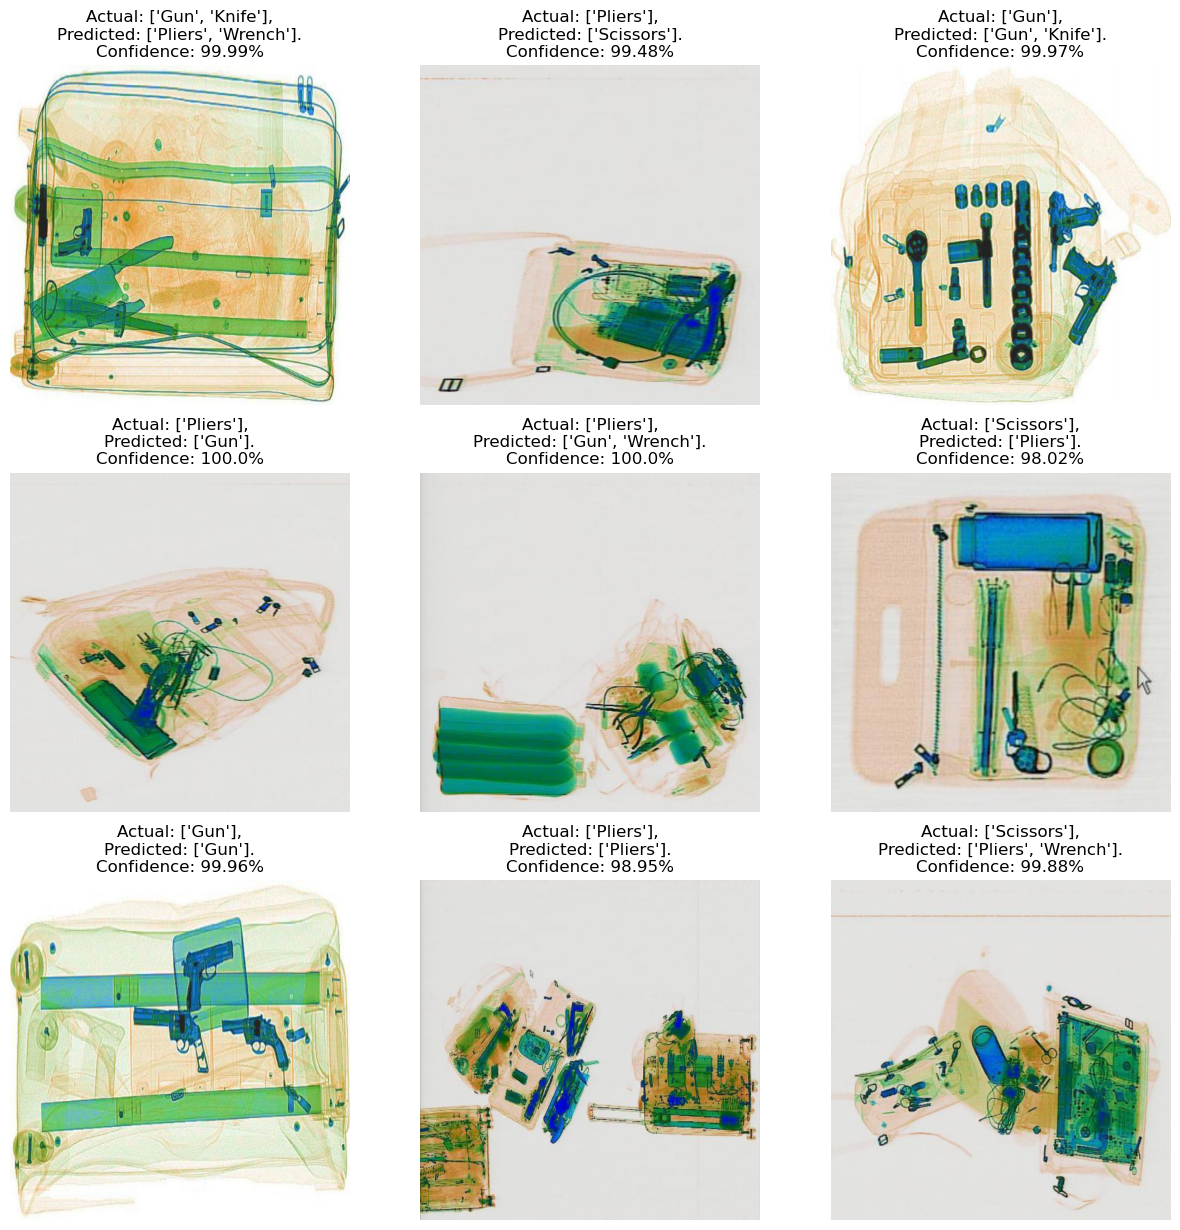 Actual: ['Gun', 'Knife'],
Predicted: ['Pliers', 'Wrench'].
Confidence: 99.99%
Actual: ['Pliers'],
Predicted: ['Scissors'].
Confidence: 99.48%
Actual: ['Gun'],
Predicted: ['Gun', 'Knife'].
Confidence: 99.97%
Actual: ['Pliers'],
Predicted: ['Gun'].
Confidence: 100.0%
Actual: ['Pliers'],
Predicted: ['Gun', 'Wrench'].
Confidence: 100.0%
Actual: ['Scissors'],
Predicted: ['Pliers'].
Confidence: 98.02%
Actual: ['Gun'],
Predicted: ['Gun'].
Confidence: 99.96%
Actual: ['Pliers'],
Predicted: ['Pliers'].
Confidence: 98.95%
Actual: ['Scissors'],
Predicted: ['Pliers', 'Wrench'].
Confidence: 99.88%